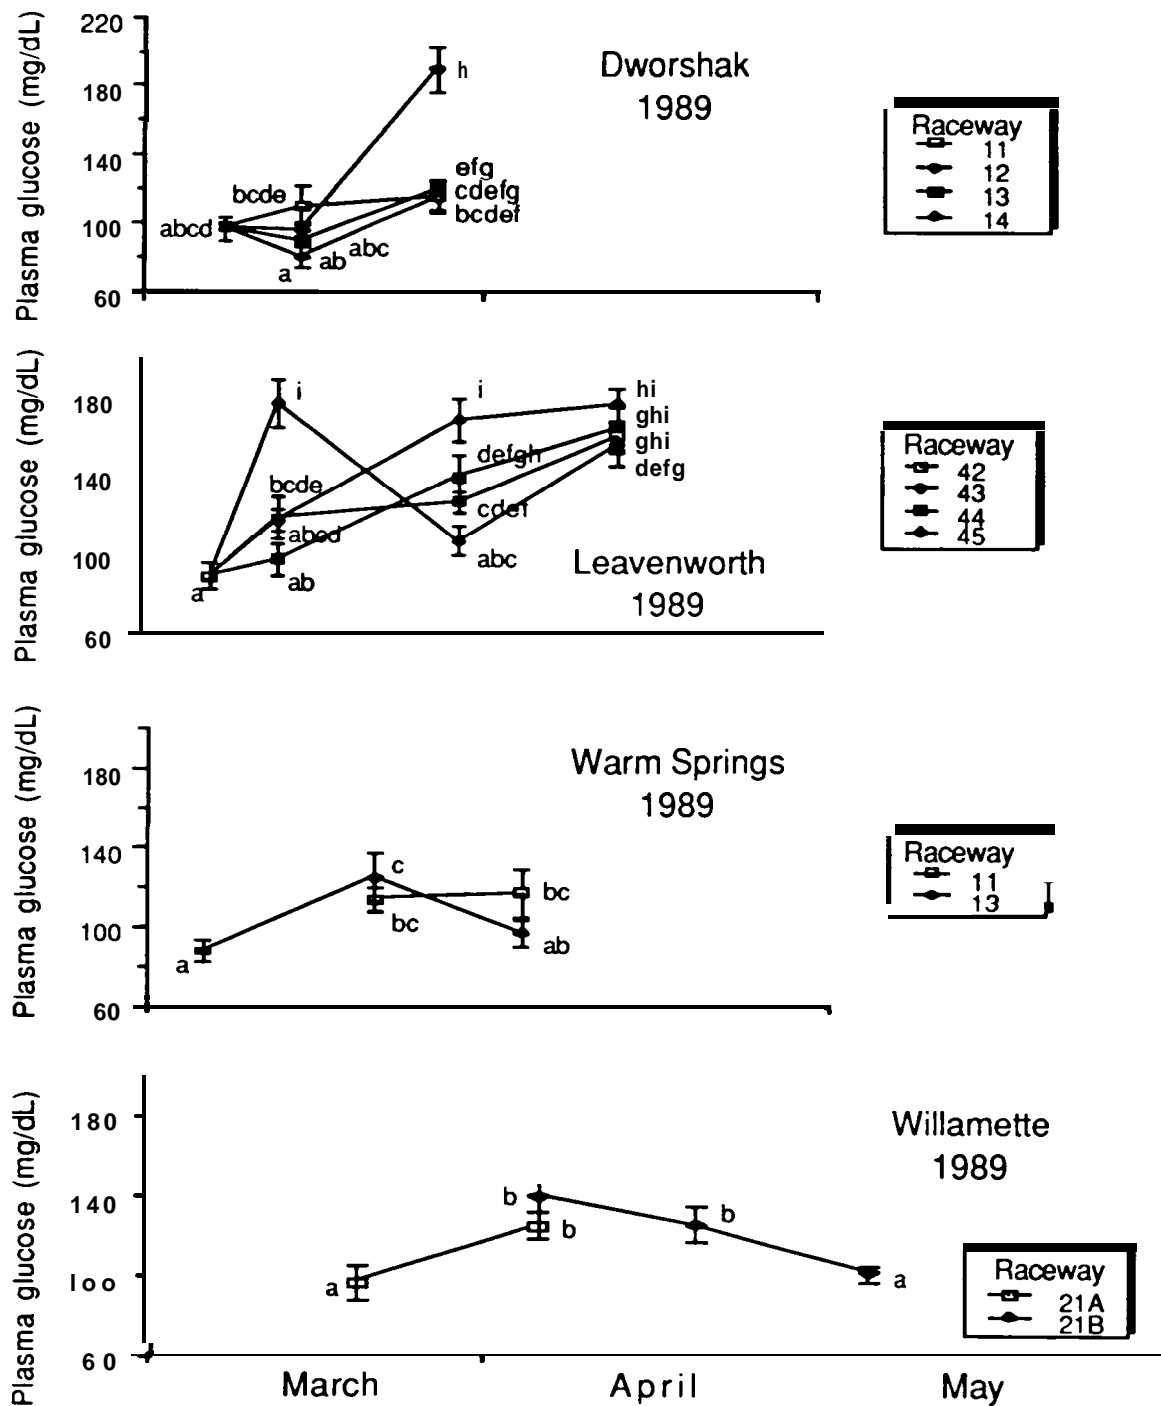 Plasma glucose (mg/dL)
220
180
140
100
60
Dworshak
1989
h
efg
cdefg
bcdef
bcde
abcd
abc
ab
a
Raceway
11
12
13
14
Plasma glucose (mg/dL)
180
140
100
60
i
i
hi
ghi
ghi
defg
defgh
bcde
cdef
abcd
abc
ab
a
Leavenworth
1989
Raceway
42
43
44
45
Plasma glucose (mg/dL)
180
140
100
60
Warm Springs
1989
c
bc
bc
ab
a
Raceway
11
13
Plasma glucose (mg/dL)
180
140
100
60
Willamette
1989
b
b
b
a
a
Raceway
21A
21B
March April May